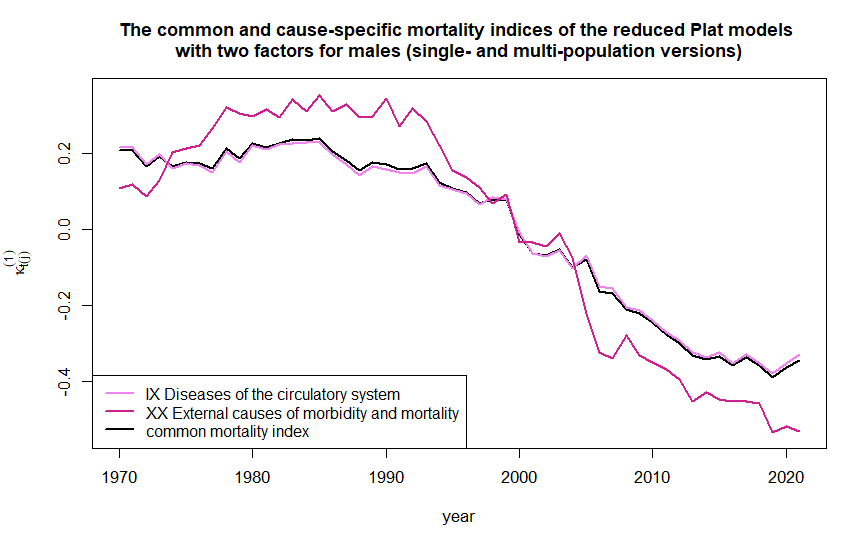 The common and cause-specific mortality indices of the reduced Plat models
with two factors for males (single- and multi-population versions)
0.2
0.0
-0.2
-0.4
κ_{t(j)}^{(1)}
IX Diseases of the circulatory system
XX External causes of morbidity and mortality
common mortality index
1970 1980 1990 2000 2010 2020
year